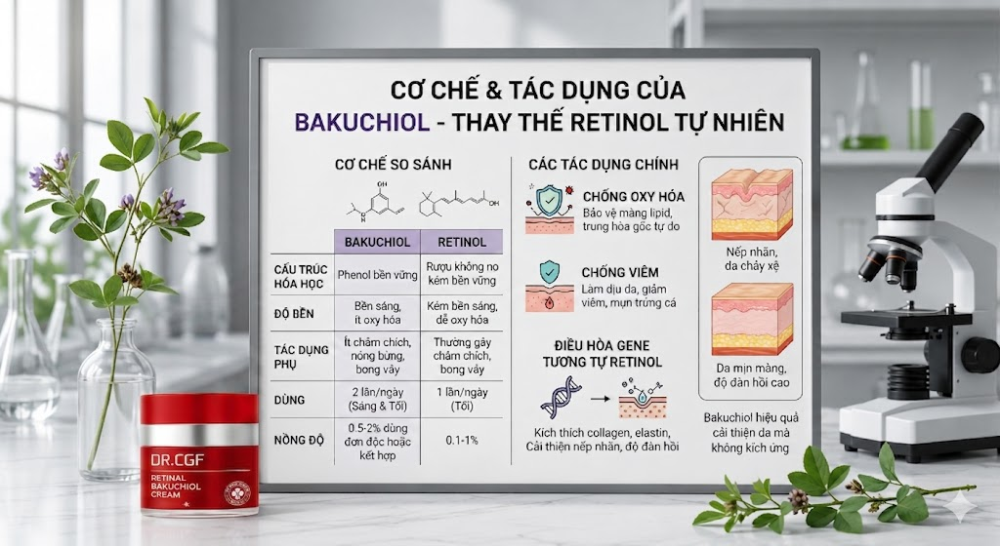 CƠ CHẾ & TÁC DỤNG CỦA
BAKUCHIOL - THAY THẾ RETINOL TỰ NHIÊN
CƠ CHẾ SO SÁNH
OH
N
H
OH
BAKUCHIOL
RETINOL
CẤU TRÚC
HÓA HỌC
Phenol bền vững
Rượu không no
kém bền vững
ĐỘ BỀN
Bền sáng,
ít oxy hóa
Kém bền sáng,
dễ oxy hóa
TÁC DỤNG
PHỤ
Ít châm chích,
nóng bừng,
bong vảy
Thường gây
châm chích,
bong vảy
DÙNG
2 lần/ngày
(Sáng & Tối)
1 lần/ngày
(Tối)
NỒNG ĐỘ
0.5-2% dùng
đơn độc hoặc
kết hợp
0.1-1%
CÁC TÁC DỤNG CHÍNH
CHỐNG OXY HÓA
Bảo vệ màng lipid,
trung hòa gốc tự do
CHỐNG VIÊM
Làm dịu da, giảm
viêm, mụn trứng cá
ĐIỀU HÒA GENE
TƯƠNG TỰ RETINOL
Kích thích collagen, elastin,
Cải thiện nếp nhăn, độ đàn hồi
Nếp nhăn,
da chảy xệ
Da mịn màng,
độ đàn hồi cao
Bakuchiol hiệu quả
cải thiện da mà
không kích ứng
DR.CGF
RETINAL
BAKUCHIOL
CREAM